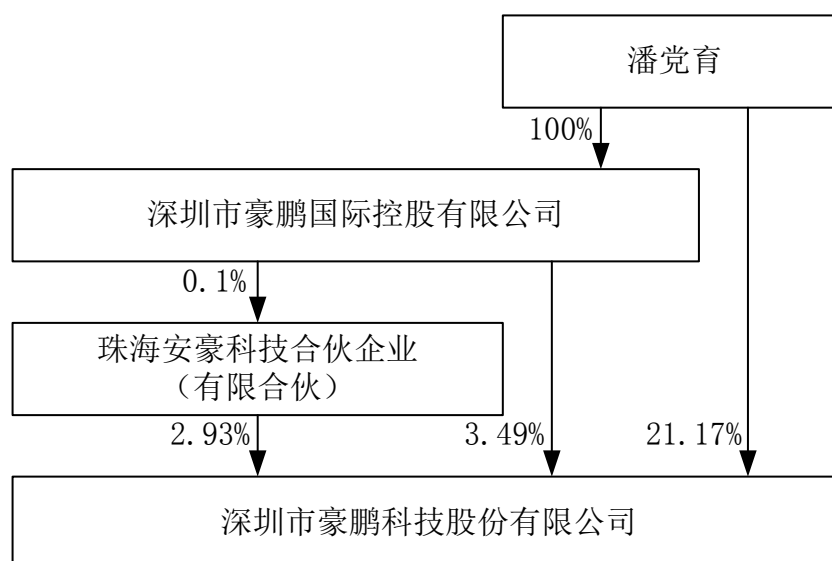 潘党育
100%
深圳市豪鹏国际控股有限公司
0.1%
珠海安豪科技合伙企业
（有限合伙）
2.93%
3.49%
21.17%
深圳市豪鹏科技股份有限公司